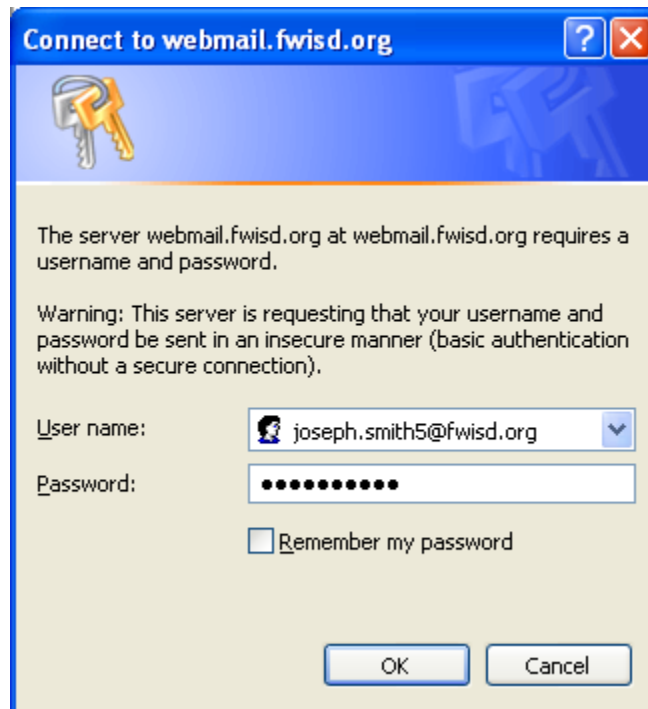 Connect to webmail.fwisd.org
The server webmail.fwisd.org at webmail.fwisd.org requires a
username and password.
Warning: This server is requesting that your username and
password be sent in an insecure manner (basic authentication
without a secure connection).
User name: joseph.smith5@fwisd.org
Password: ●●●●●●●●●●
Remember my password
OK Cancel